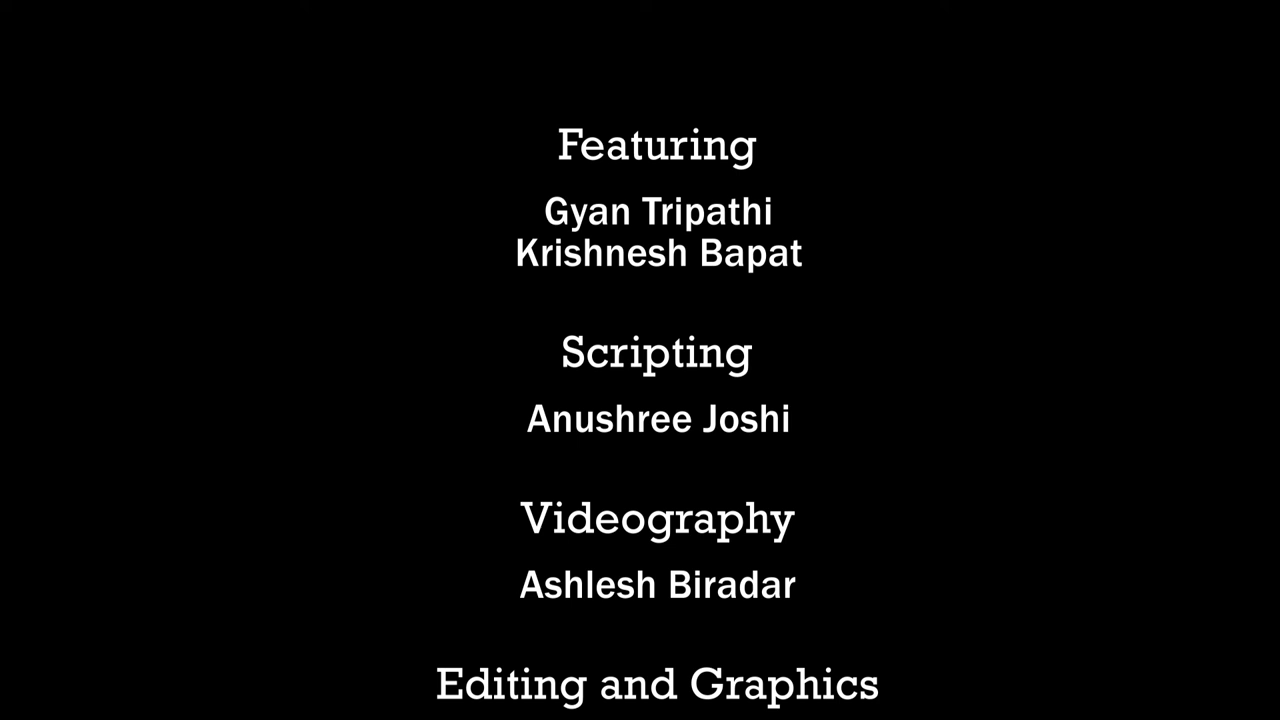 Featuring
Gyan Tripathi
Krishnesh Bapat
Scripting
Anushree Joshi
Videography
Ashlesh Biradar
Editing and Graphics